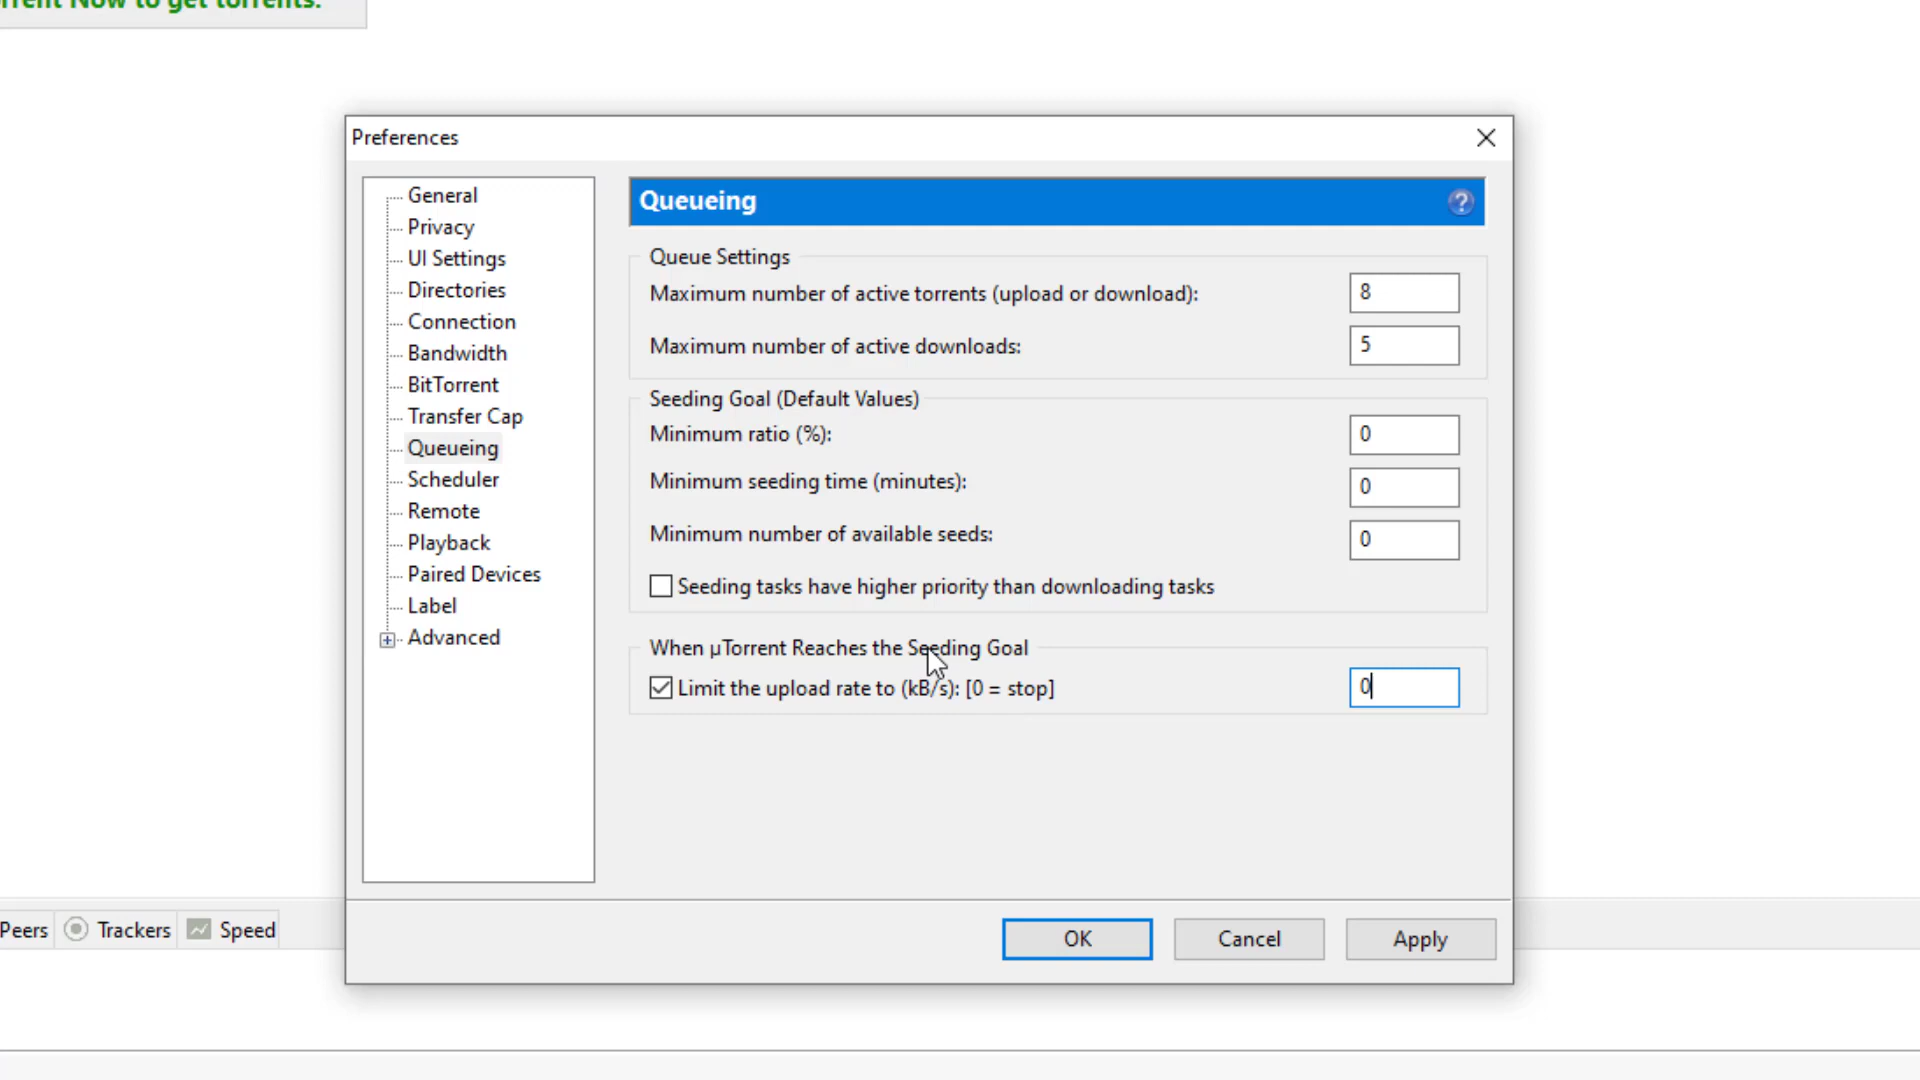 to get torrents.
Preferences
General
Privacy
UI Settings
Directories
Connection
Bandwidth
BitTorrent
Transfer Cap
Queueing
Scheduler
Remote
Playback
Paired Devices
Label
Advanced
Queueing
?
Queue Settings
Maximum number of active torrents (upload or download): 8
Maximum number of active downloads: 5
Seeding Goal (Default Values)
Minimum ratio (%): 0
Minimum seeding time (minutes): 0
Minimum number of available seeds: 0
Seeding tasks have higher priority than downloading tasks
When µTorrent Reaches the Seeding Goal
Limit the upload rate to (kB/s): [0 = stop] 0
OK Cancel Apply
Peers Trackers Speed